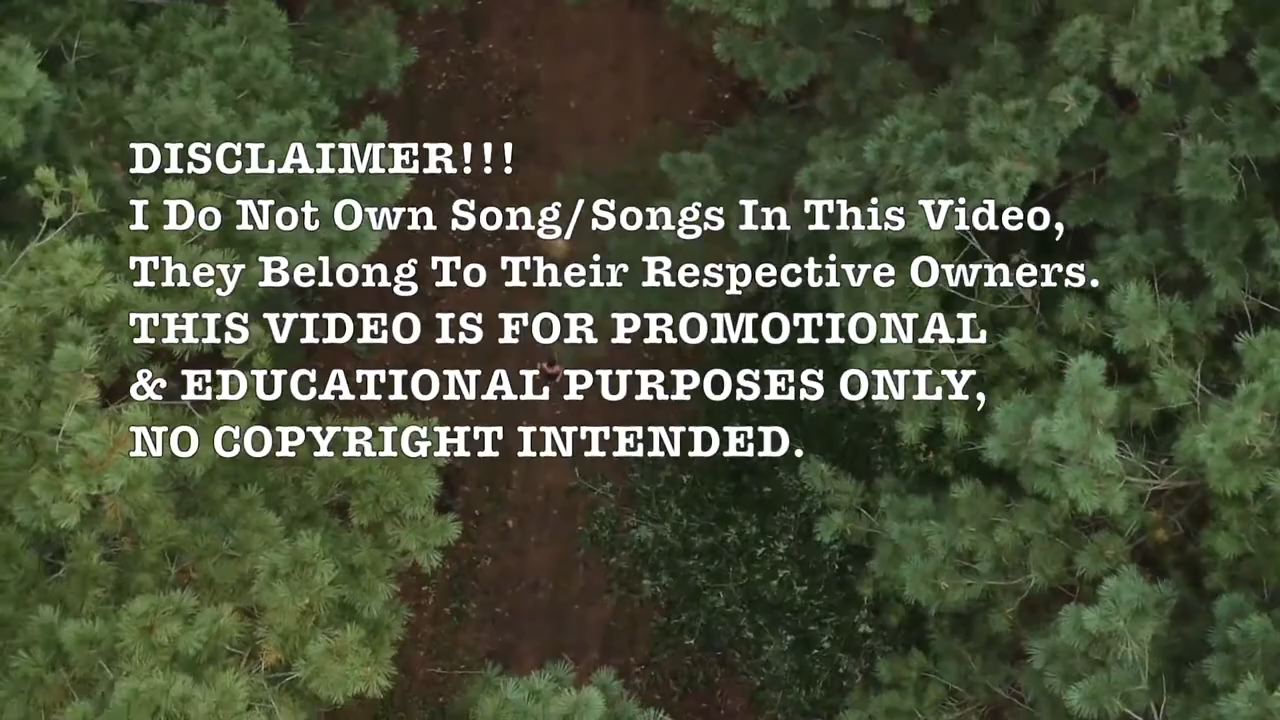 DISCLAIMER!!!
I Do Not Own Song/Songs In This Video,
They Belong To Their Respective Owners.
THIS VIDEO IS FOR PROMOTIONAL
& EDUCATIONAL PURPOSES ONLY,
NO COPYRIGHT INTENDED.